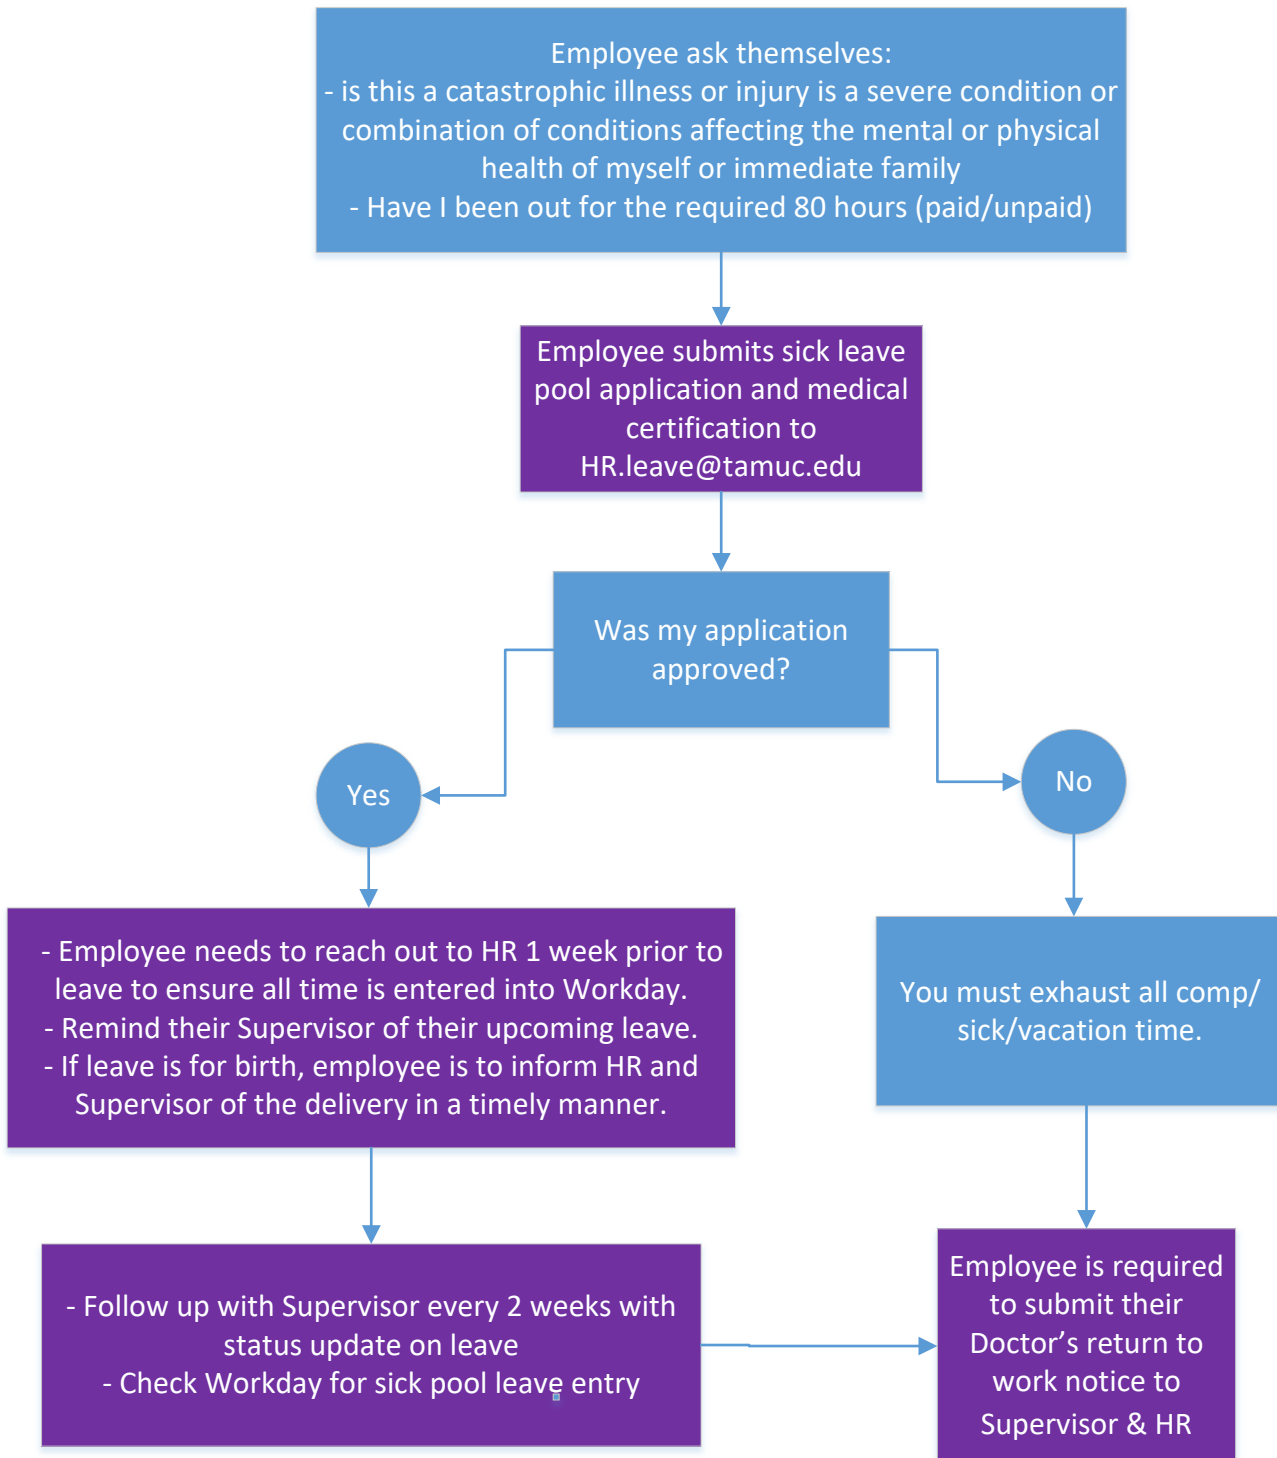 Employee ask themselves:
- is this a catastrophic illness or injury is a severe condition or
combination of conditions affecting the mental or physical
health of myself or immediate family
- Have I been out for the required 80 hours (paid/unpaid)
Employee submits sick leave
pool application and medical
certification to
HR.leave@tamuc.edu
Was my application
approved?
Yes
No
- Employee needs to reach out to HR 1 week prior to
leave to ensure all time is entered into Workday.
- Remind their Supervisor of their upcoming leave.
- If leave is for birth, employee is to inform HR and
Supervisor of the delivery in a timely manner.
You must exhaust all comp/
sick/vacation time.
- Follow up with Supervisor every 2 weeks with
status update on leave
- Check Workday for sick pool leave entry
Employee is required
to submit their
Doctor’s return to
work notice to
Supervisor & HR